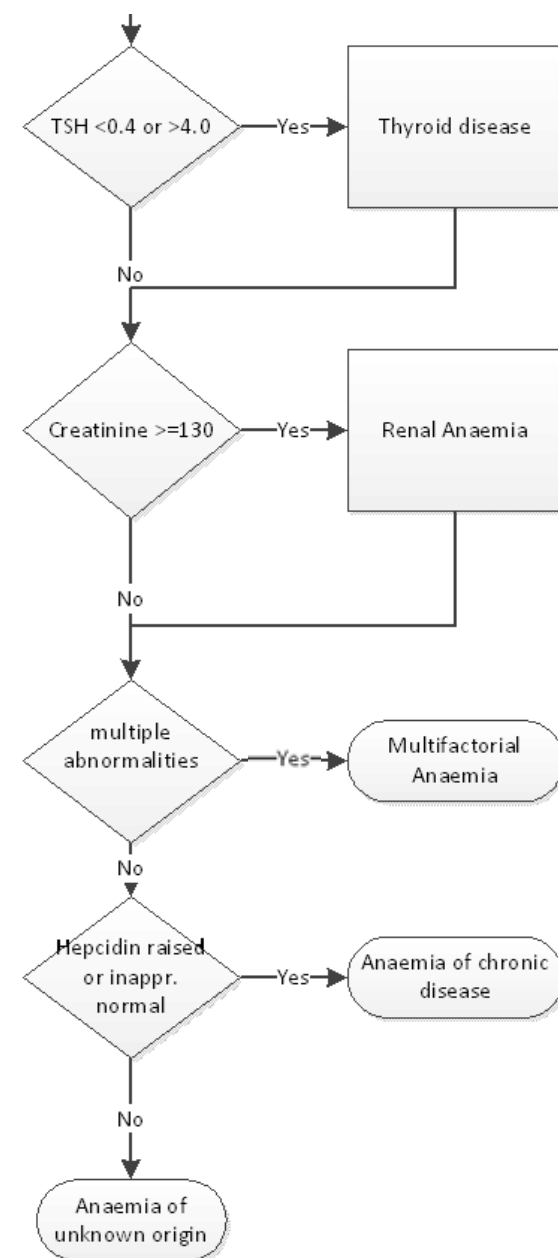 TSH <0.4 or >4.0
Yes
Thyroid disease
No
Creatinine >=130
Yes
Renal Anaemia
No
multiple
abnormalities
Yes
Multifactorial
Anaemia
No
Hepcidin raised
or inappr.
normal
Yes
Anaemia of chronic
disease
No
Anaemia of
unknown origin